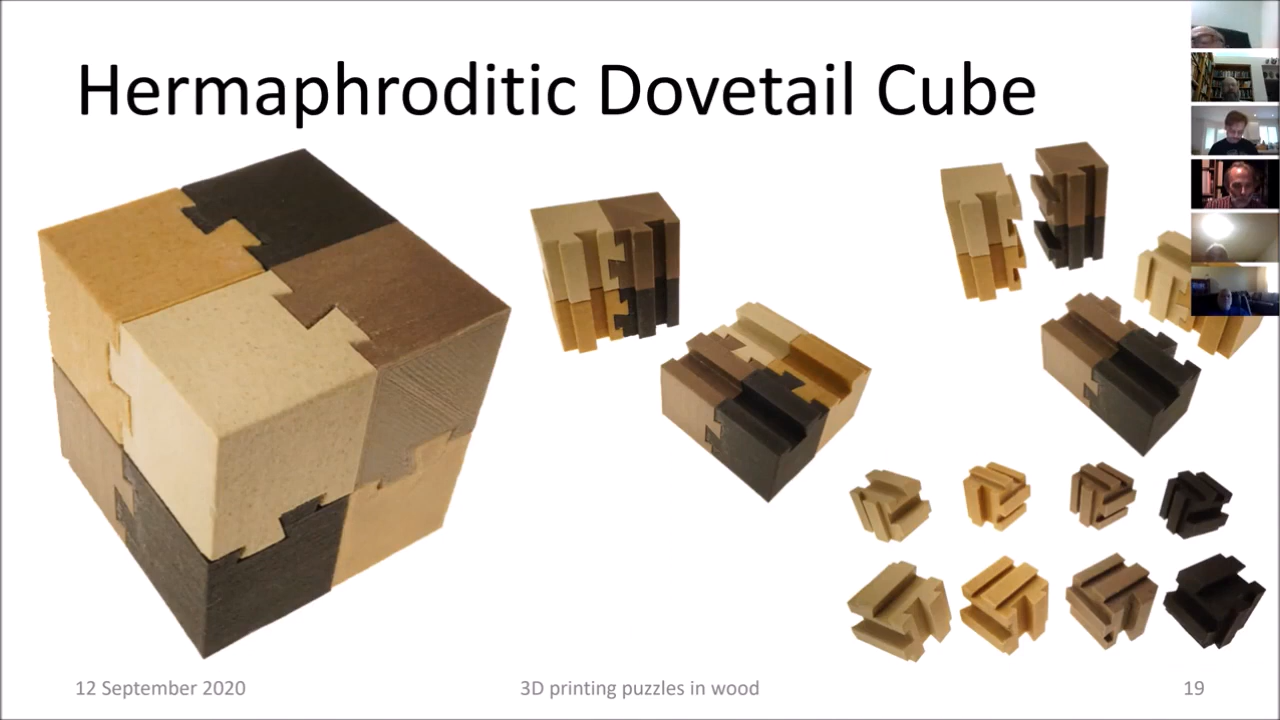 Hermaphroditic Dovetail Cube
12 September 2020
3D printing puzzles in wood
19